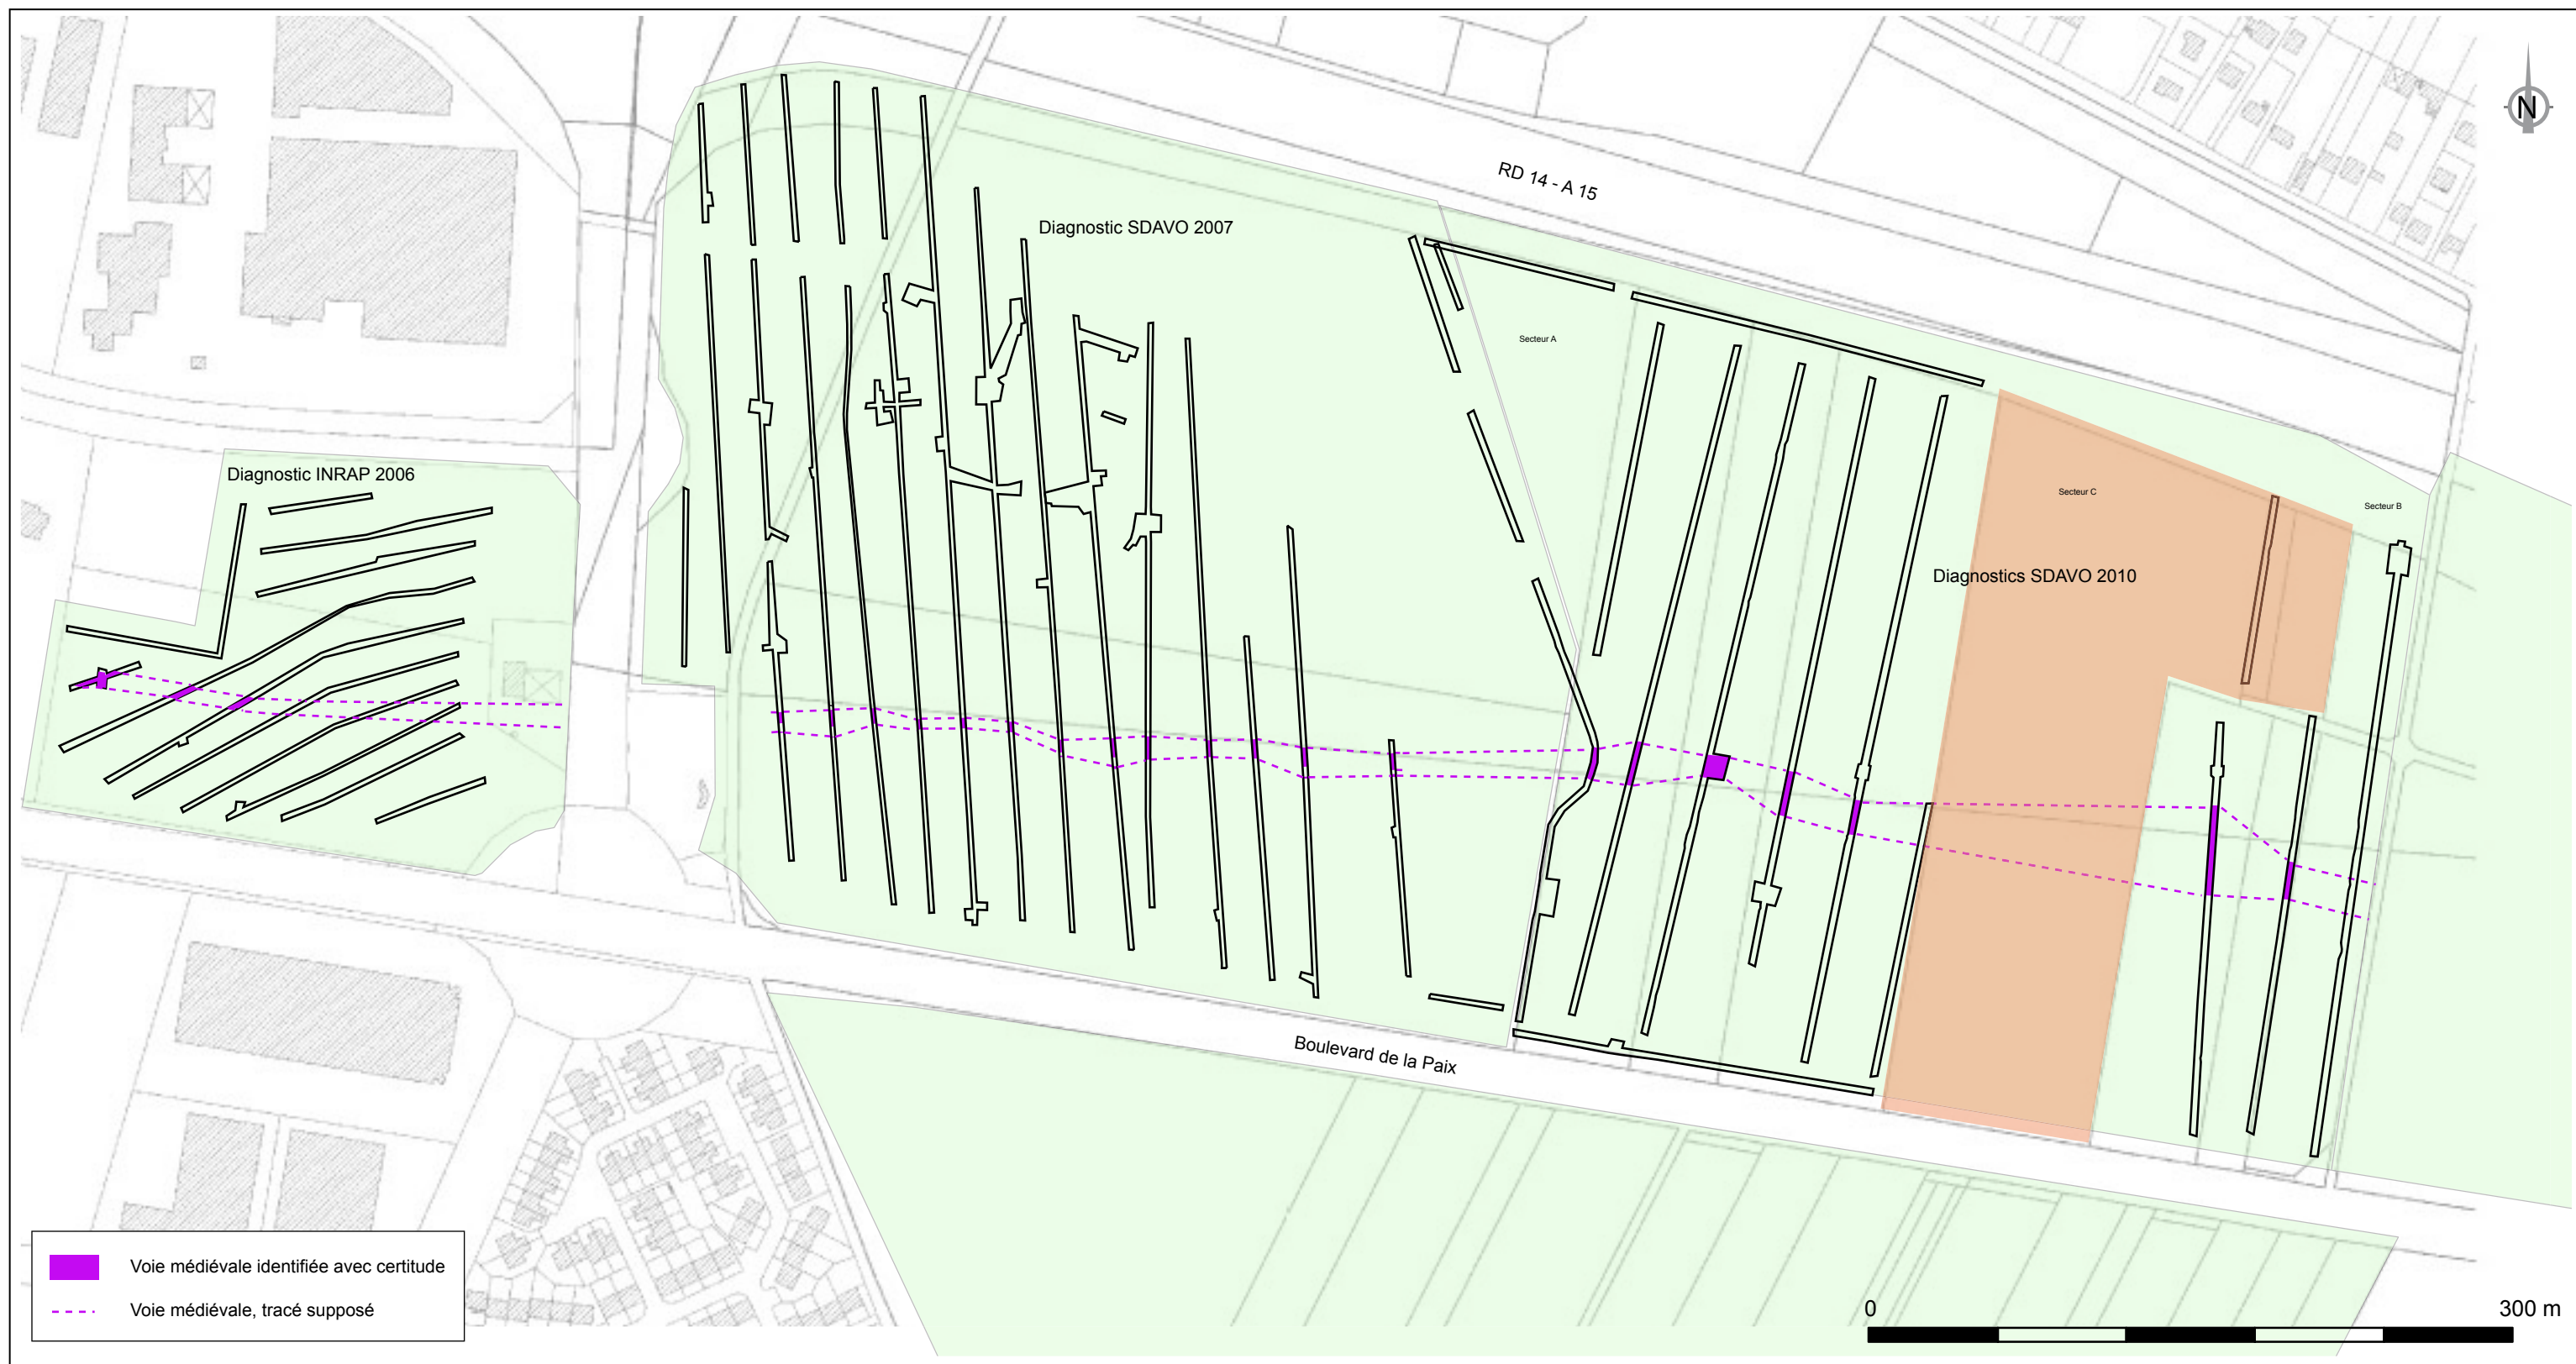 N
RD 14 - A 15
Diagnostic SDAVO 2007
Secteur A
Diagnostic INRAP 2006
Secteur C
Secteur B
Diagnostics SDAVO 2010
Boulevard de la Paix
Voie médiévale identifiée avec certitude
Voie médiévale, tracé supposé
0 300 m